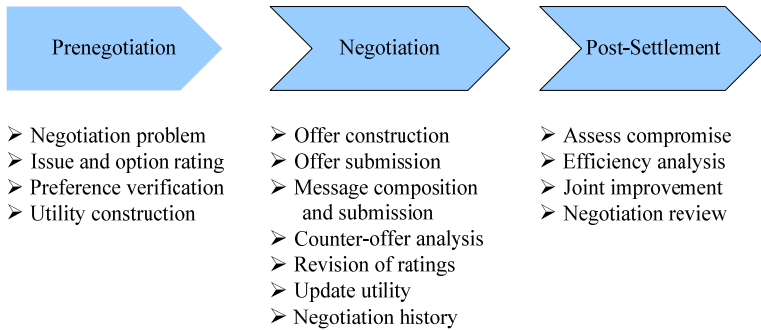 Prenegotiation
➢ Negotiation problem
➢ Issue and option rating
➢ Preference verification
➢ Utility construction
Negotiation
➢ Offer construction
➢ Offer submission
➢ Message composition
and submission
➢ Counter-offer analysis
➢ Revision of ratings
➢ Update utility
➢ Negotiation history
Post-Settlement
➢ Assess compromise
➢ Efficiency analysis
➢ Joint improvement
➢ Negotiation review